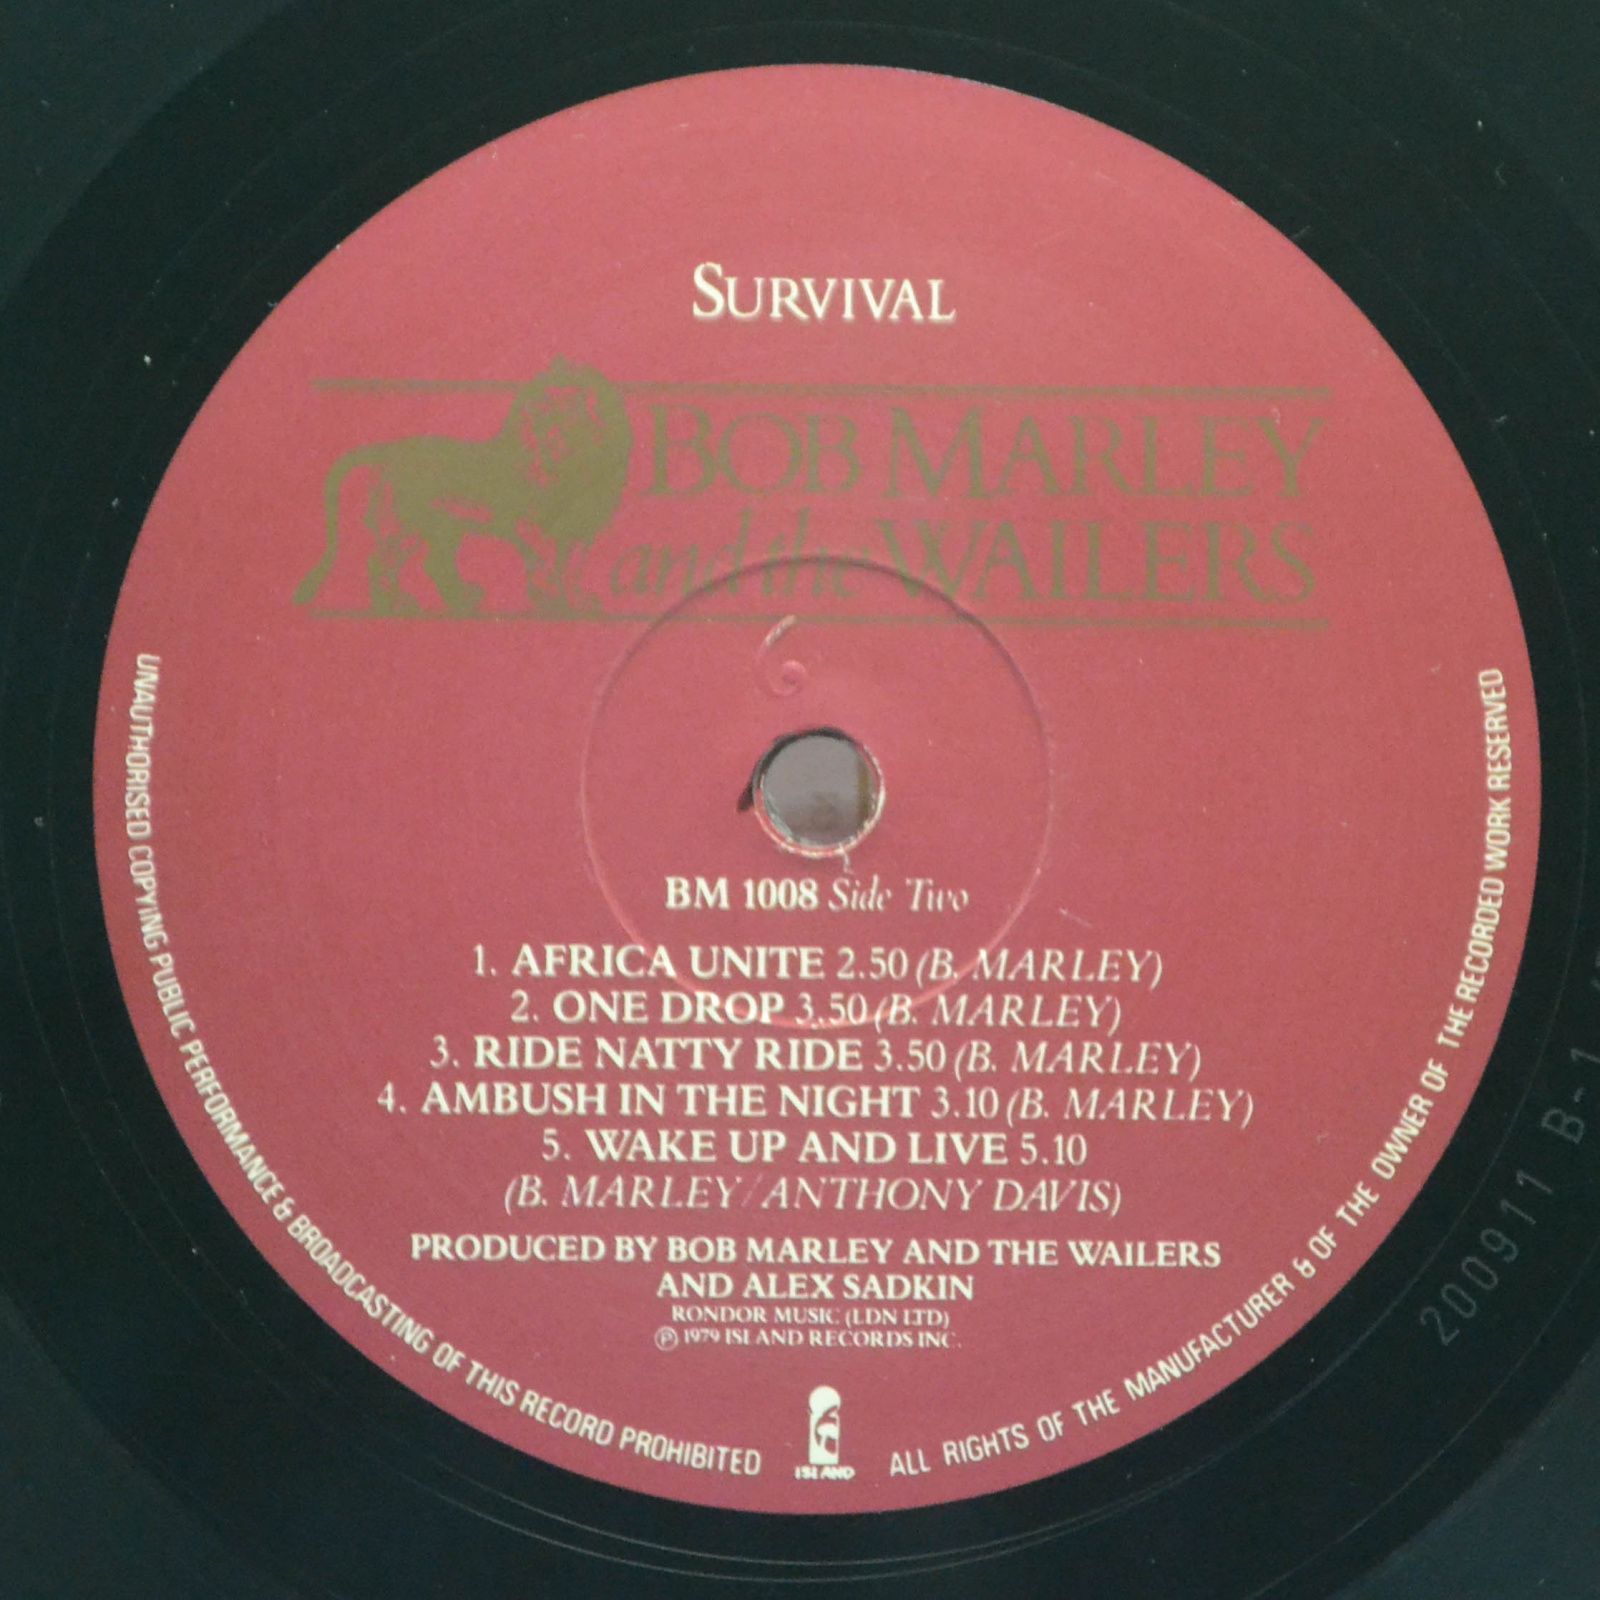 SURVIVAL
BOB MARLEY
and the WAILERS
BM 1008 Side Two
1. AFRICA UNITE 2.50 (B. MARLEY)
2. ONE DROP 3.50 (B. MARLEY)
3. RIDE NATTY RIDE 3.50 (B. MARLEY)
4. AMBUSH IN THE NIGHT 3.10 (B. MARLEY)
5. WAKE UP AND LIVE 5.10
(B. MARLEY/ANTHONY DAVIS)
PRODUCED BY BOB MARLEY AND THE WAILERS
AND ALEX SADKIN
RONDOR MUSIC (LDN LTD)
℗ 1979 ISLAND RECORDS INC.
ISLAND
UNAUTHORISED COPYING PUBLIC PERFORMANCE & BROADCASTING OF THIS RECORD PROHIBITED
ALL RIGHTS OF THE MANUFACTURER & OF THE OWNER OF THE RECORDED WORK RESERVED
200911 B-1